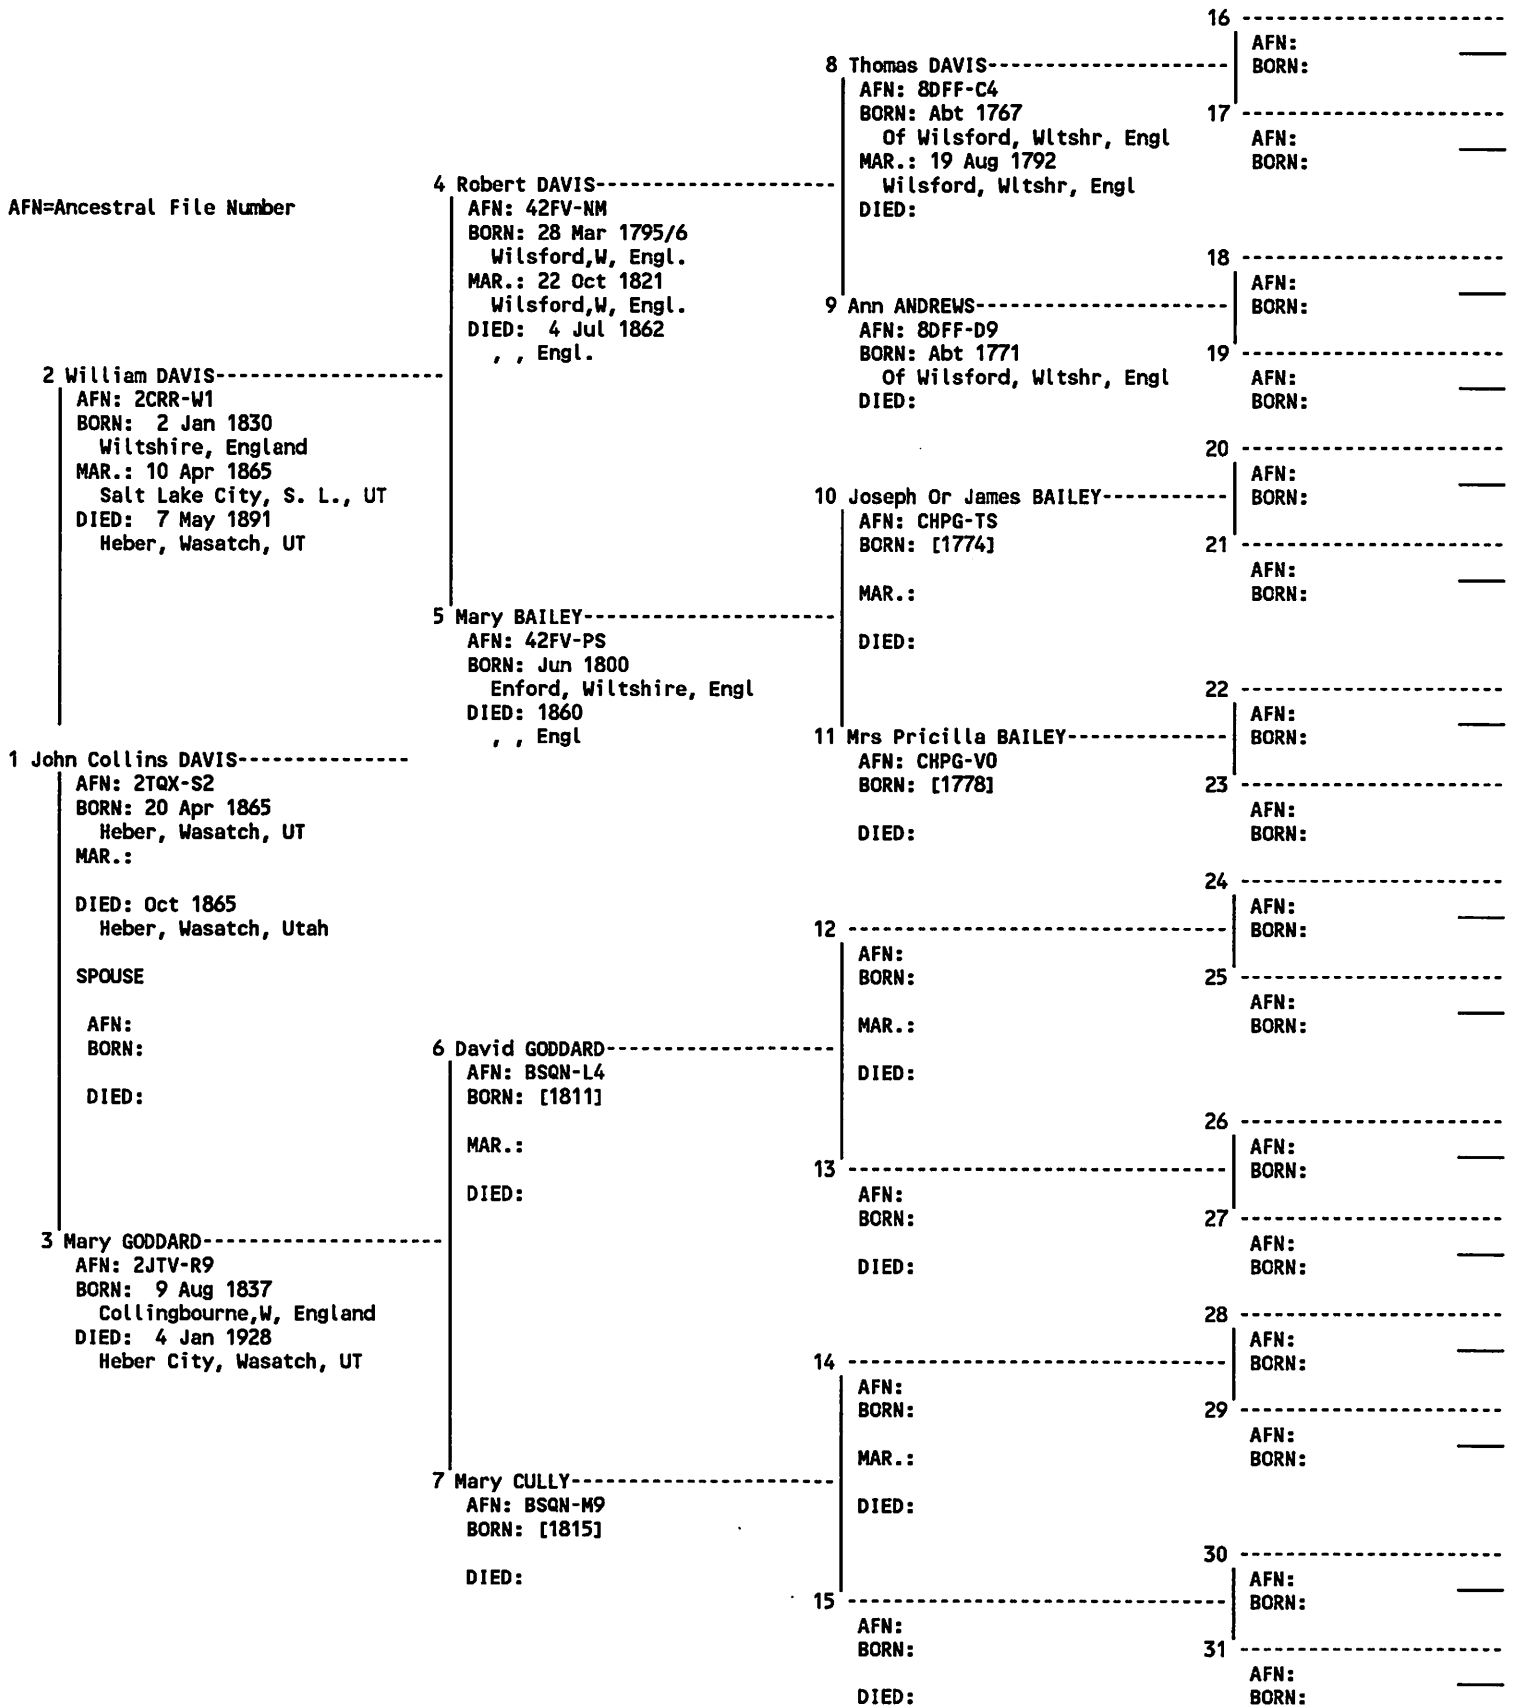 AFN=Ancestral File Number
1 John Collins DAVIS---------------
AFN: 2TQX-S2
BORN: 20 Apr 1865
Heber, Wasatch, UT
MAR.:
DIED: Oct 1865
Heber, Wasatch, Utah
SPOUSE
AFN:
BORN:
DIED:
2 William DAVIS--------------------
AFN: 2CRR-W1
BORN:  2 Jan 1830
Wiltshire, England
MAR.: 10 Apr 1865
Salt Lake City, S. L., UT
DIED:  7 May 1891
Heber, Wasatch, UT
3 Mary GODDARD---------------------
AFN: 2JTV-R9
BORN:  9 Aug 1837
Collingbourne,W, England
DIED:  4 Jan 1928
Heber City, Wasatch, UT
4 Robert DAVIS---------------------
AFN: 42FV-NM
BORN: 28 Mar 1795/6
Wilsford,W, Engl.
MAR.: 22 Oct 1821
Wilsford,W, Engl.
DIED:  4 Jul 1862
, , Engl.
5 Mary BAILEY----------------------
AFN: 42FV-PS
BORN: Jun 1800
Enford, Wiltshire, Engl
DIED: 1860
, , Engl
6 David GODDARD--------------------
AFN: BSQN-L4
BORN: [1811]
MAR.:
DIED:
7 Mary CULLY-----------------------
AFN: BSQN-M9
BORN: [1815]
DIED:
8 Thomas DAVIS---------------------
AFN: 8DFF-C4
BORN: Abt 1767
Of Wilsford, Wltshr, Engl
MAR.: 19 Aug 1792
Wilsford, Wltshr, Engl
DIED:
9 Ann ANDREWS----------------------
AFN: 8DFF-D9
BORN: Abt 1771
Of Wilsford, Wltshr, Engl
DIED:
10 Joseph Or James BAILEY-----------
AFN: CHPG-TS
BORN: [1774]
MAR.:
DIED:
11 Mrs Pricilla BAILEY--------------
AFN: CHPG-V0
BORN: [1778]
DIED:
12 ---------------------------------
AFN:
BORN:
MAR.:
DIED:
13 ---------------------------------
AFN:
BORN:
DIED:
14 ---------------------------------
AFN:
BORN:
MAR.:
DIED:
15 ---------------------------------
AFN:
BORN:
DIED:
16 -----------------------
AFN:
BORN:
17 -----------------------
AFN:
BORN:
18 -----------------------
AFN:
BORN:
19 -----------------------
AFN:
BORN:
20 -----------------------
AFN:
BORN:
21 -----------------------
AFN:
BORN:
22 -----------------------
AFN:
BORN:
23 -----------------------
AFN:
BORN:
24 -----------------------
AFN:
BORN:
25 -----------------------
AFN:
BORN:
26 -----------------------
AFN:
BORN:
27 -----------------------
AFN:
BORN:
28 -----------------------
AFN:
BORN:
29 -----------------------
AFN:
BORN:
30 -----------------------
AFN:
BORN:
31 -----------------------
AFN:
BORN: